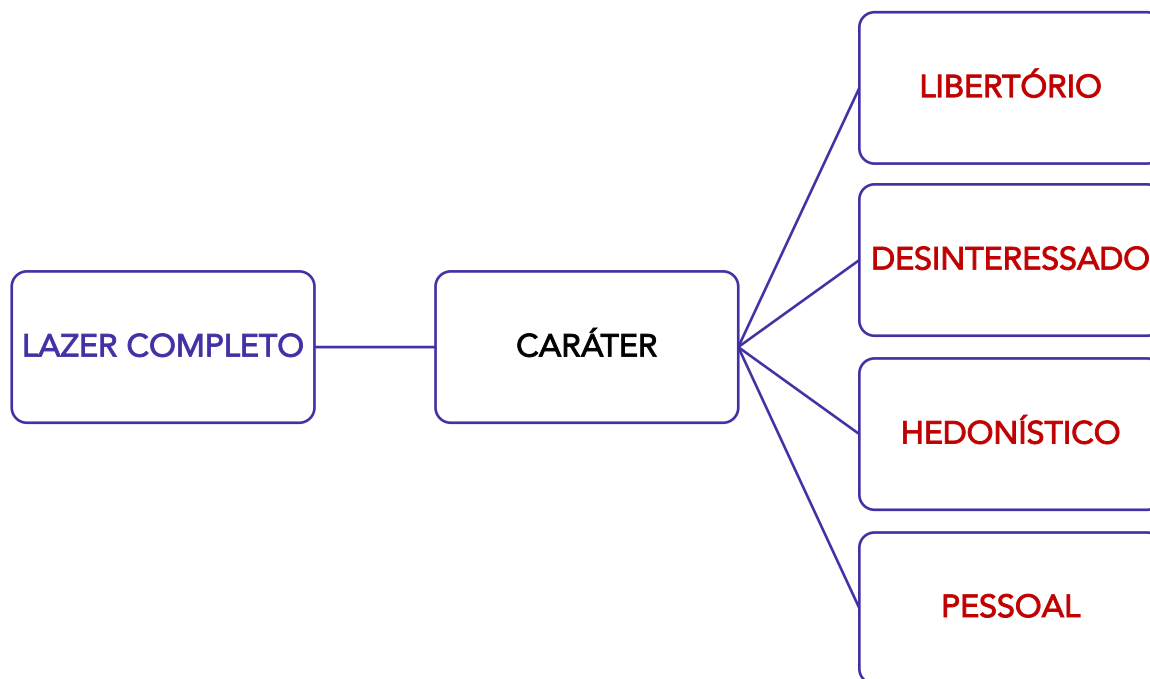 LAZER COMPLETO
CARÁTER
LIBERTÓRIO
DESINTERESSADO
HEDONÍSTICO
PESSOAL